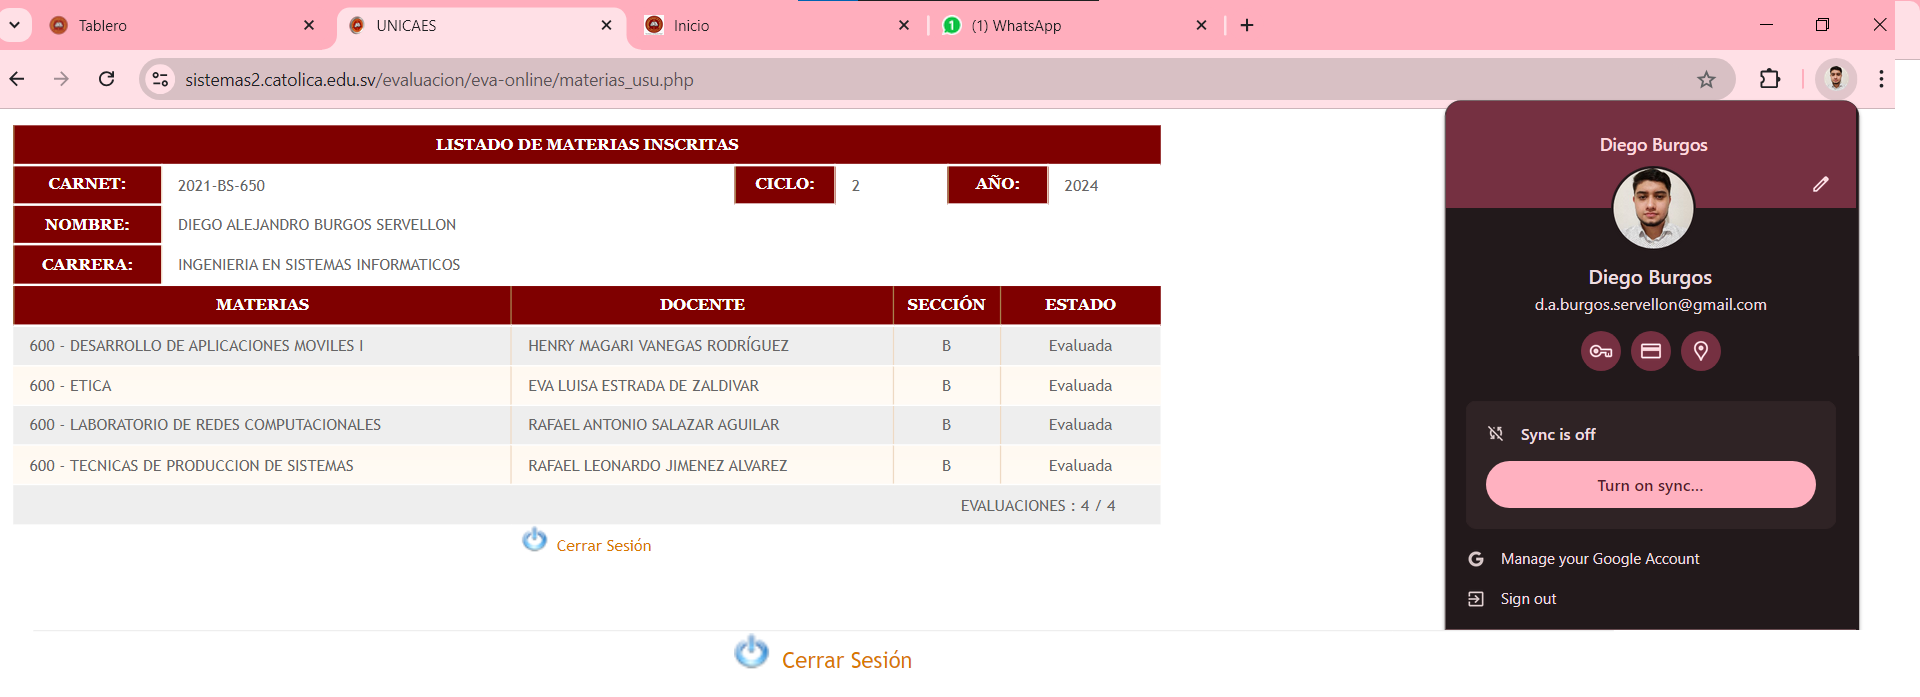 Tablero
UNICAES
Inicio
(1) WhatsApp
sistemas2.catolica.edu.sv/evaluacion/eva-online/materias_usu.php
LISTADO DE MATERIAS INSCRITAS
CARNET: 2021-BS-650 CICLO: 2 AÑO: 2024
NOMBRE: DIEGO ALEJANDRO BURGOS SERVELLON
CARRERA: INGENIERIA EN SISTEMAS INFORMATICOS
MATERIAS DOCENTE SECCIÓN ESTADO
600 - DESARROLLO DE APLICACIONES MOVILES I HENRY MAGARI VANEGAS RODRÍGUEZ B Evaluada
600 - ETICA EVA LUISA ESTRADA DE ZALDIVAR B Evaluada
600 - LABORATORIO DE REDES COMPUTACIONALES RAFAEL ANTONIO SALAZAR AGUILAR B Evaluada
600 - TECNICAS DE PRODUCCION DE SISTEMAS RAFAEL LEONARDO JIMENEZ ALVAREZ B Evaluada
EVALUACIONES : 4 / 4
Cerrar Sesión
Cerrar Sesión
Diego Burgos
Diego Burgos
d.a.burgos.servellon@gmail.com
Sync is off
Turn on sync...
Manage your Google Account
Sign out